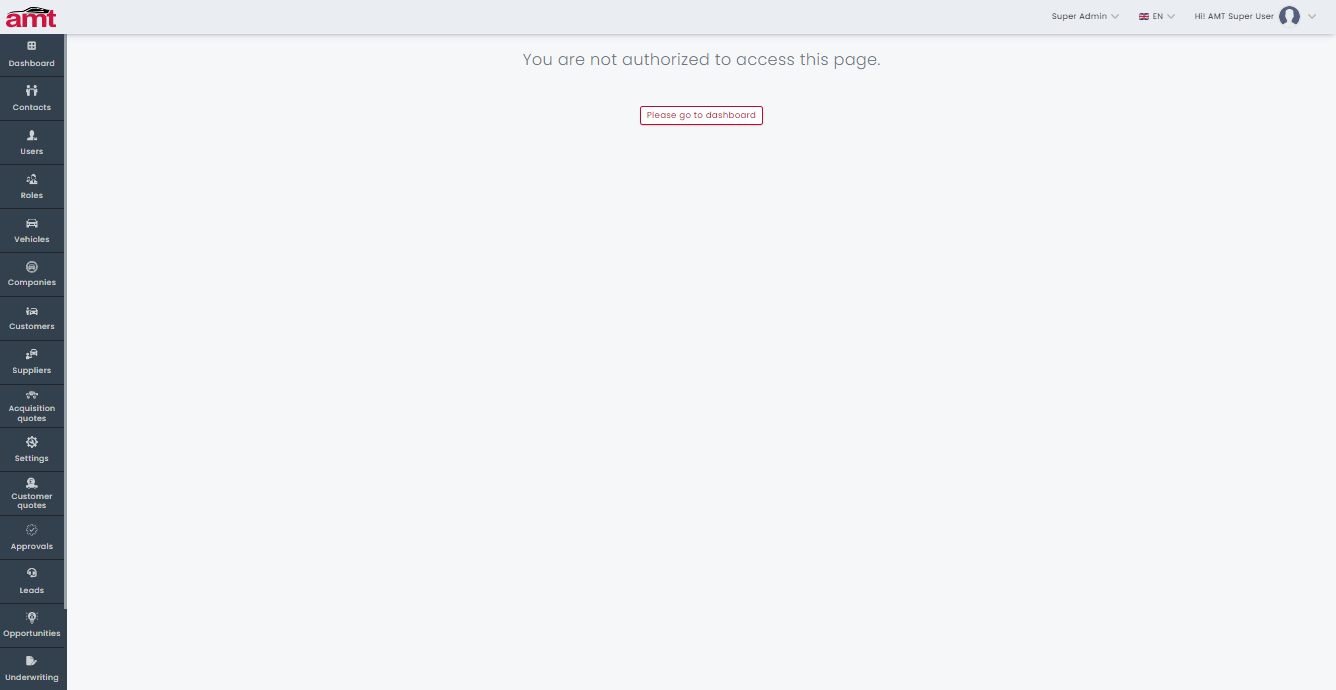 amt
Super Admin
EN
Hi! AMT Super User
Dashboard
Contacts
Users
Roles
Vehicles
Companies
Customers
Suppliers
Acquisition
quotes
Settings
Customer
quotes
Approvals
Leads
Opportunities
Underwriting
You are not authorized to access this page.
Please go to dashboard